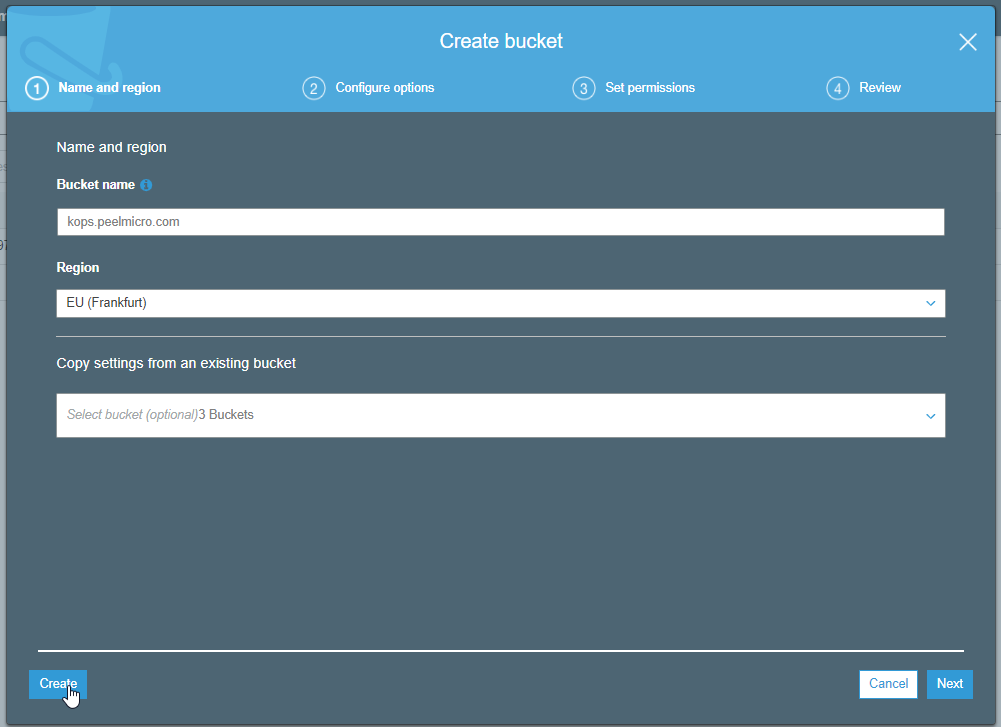 Create bucket
1 Name and region 2 Configure options 3 Set permissions 4 Review
Name and region
Bucket name i
kops.peelmicro.com
Region
EU (Frankfurt)
Copy settings from an existing bucket
Select bucket (optional)3 Buckets
Create Cancel Next